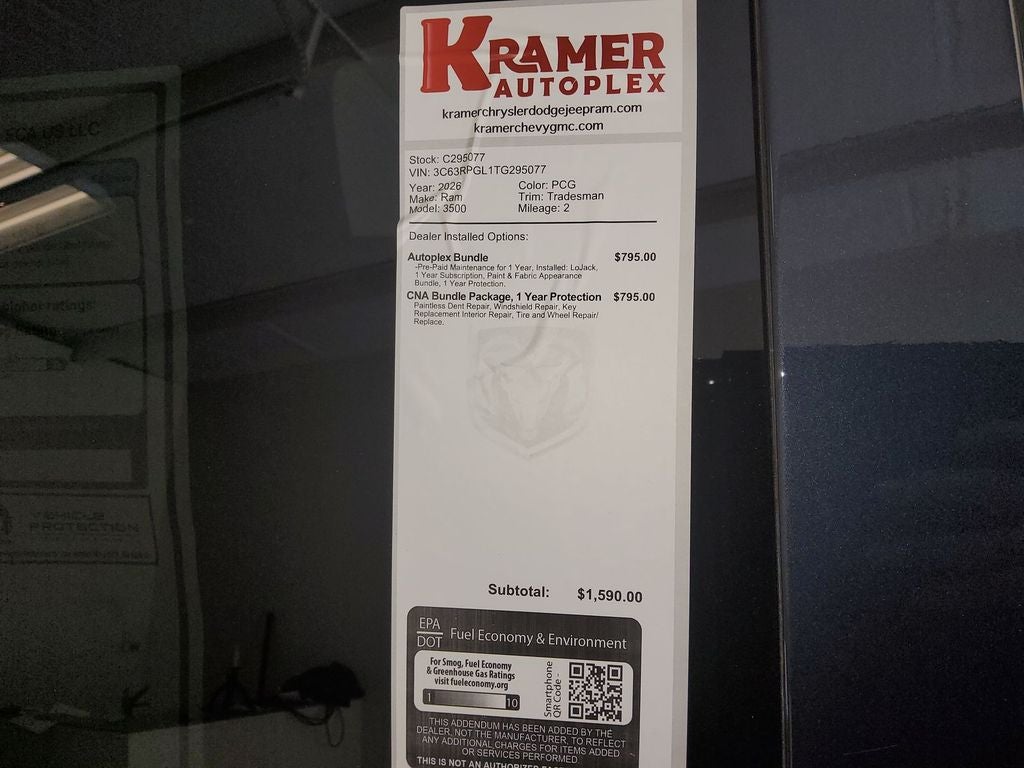 KRAMER
AUTOPLEX
kramerchryslerdodgejeepram.com
kramerchevygmc.com
Stock: C295077
VIN: 3C63RPGL1TG295077
Year: 2026 Color: PCG
Make: Ram Trim: Tradesman
Model: 3500 Mileage: 2
Dealer Installed Options:
Autoplex Bundle $795.00
-Pre-Paid Maintenance for 1 Year, Installed: LoJack,
1 Year Subscription, Paint & Fabric Appearance
Bundle, 1 Year Protection.
CNA Bundle Package, 1 Year Protection $795.00
Paintless Dent Repair, Windshield Repair, Key
Replacement Interior Repair, Tire and Wheel Repair/
Replace.
Subtotal: $1,590.00
EPA
DOT Fuel Economy & Environment
For Smog, Fuel Economy
& Greenhouse Gas Ratings
visit fueleconomy.org
1 10
Smartphone
QR Code -
THIS ADDENDUM HAS BEEN ADDED BY THE
DEALER, NOT THE MANUFACTURER, TO REFLECT
ANY ADDITIONAL CHARGES FOR ITEMS ADDED
OR SERVICES PERFORMED.
THIS IS NOT AN AUTHORIZED
FCA US LLC
VEHICLE
PROTECTION